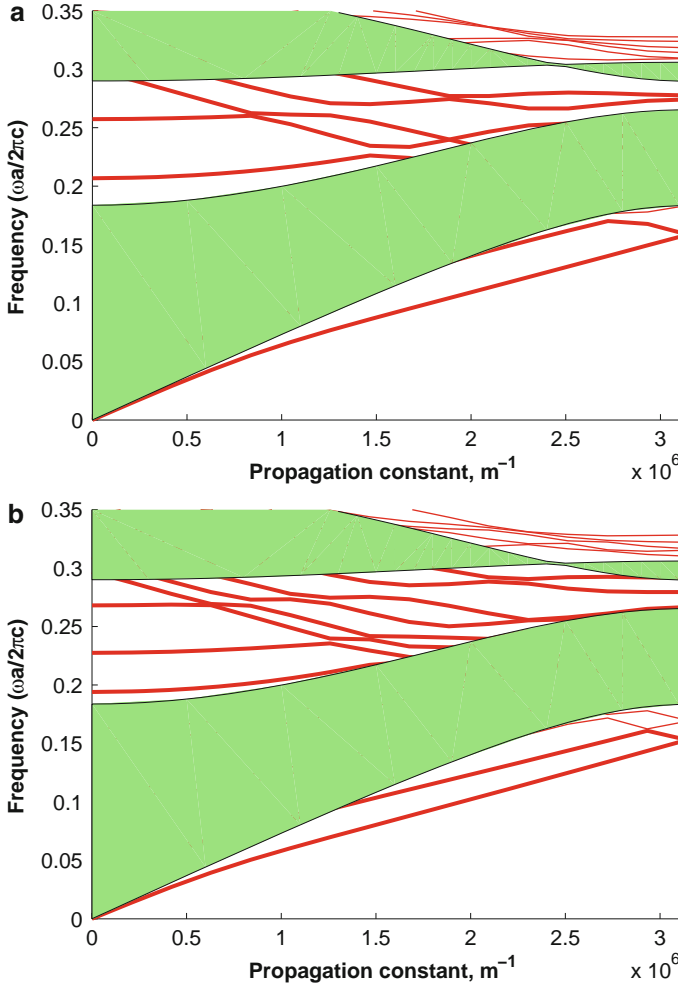 a
0.35
0.3
0.25
0.2
0.15
0.1
0.05
0
Frequency (ωa/2πc)
0 0.5 1 1.5 2 2.5 3
Propagation constant, m⁻¹
x 10⁶
b
0.35
0.3
0.25
0.2
0.15
0.1
0.05
0
Frequency (ωa/2πc)
0 0.5 1 1.5 2 2.5 3
Propagation constant, m⁻¹
x 10⁶